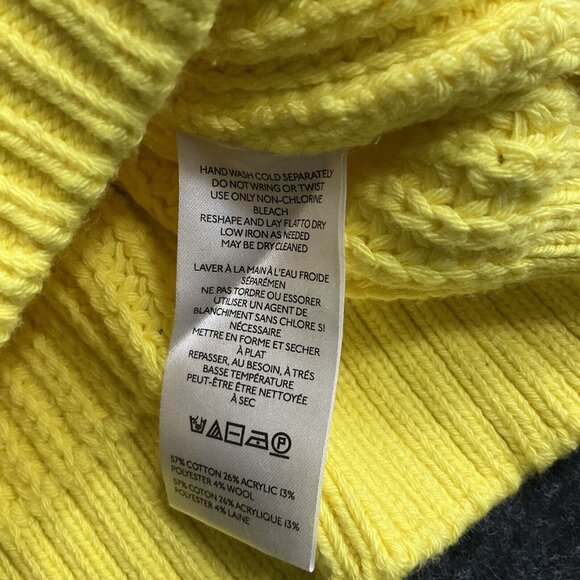 HAND WASH COLD SEPARATELY
DO NOT WRING OR TWIST
USE ONLY NON-CHLORINE
BLEACH
RESHAPE AND LAY FLAT TO DRY
LOW IRON AS NEEDED
MAY BE DRY CLEANED
LAVER À LA MAIN À L'EAU FROIDE
SÉPARÉMEN
NE PAS TORDU OU ESSORER
UTILISER UN AGENT DE
BLANCHIMENT SANS CHLORE SI
NÉCESSAIRE
METTRE EN FORME ET SECHER
À PLAT
REPASSER, AU BESOIN, À TRÈS
BASSE TEMPÉRATURE
PEUT-ÊTRE ÊTRE NETTOYÉE
À SEC
P
57% COTTON 26% ACRYLIC 13%
POLYESTER 4% WOOL
57% COTON 26% ACRYLIQUE 13%
POLYESTER 4% LAINE